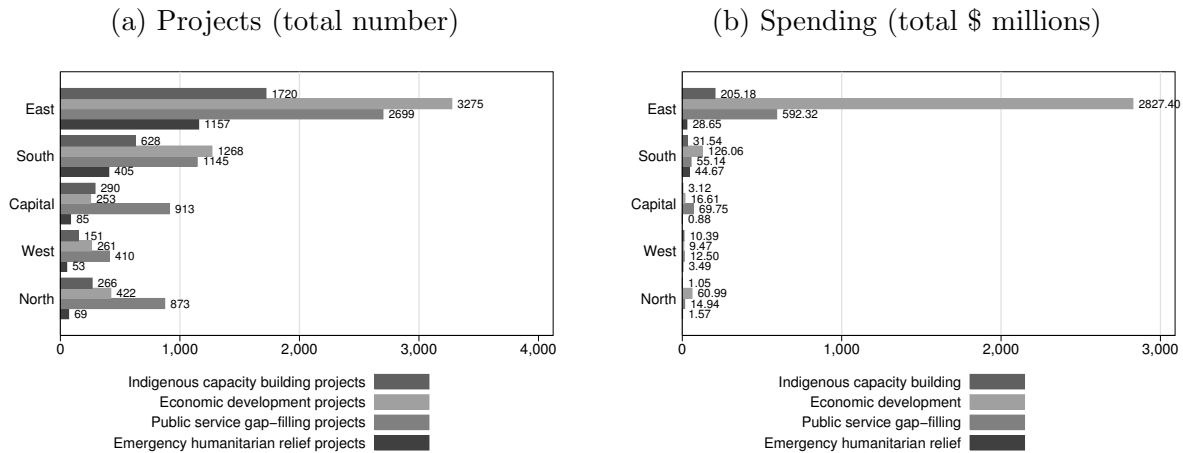 (a) Projects (total number)
East
1720
3275
2699
1157
South
628
1268
1145
405
Capital
290
253
913
85
West
151
261
410
53
North
266
422
873
69
0 1,000 2,000 3,000 4,000
Indigenous capacity building projects
Economic development projects
Public service gap−filling projects
Emergency humanitarian relief projects
(b) Spending (total $ millions)
East
205.18
2827.40
592.32
28.65
South
31.54
126.06
55.14
44.67
Capital
3.12
16.61
69.75
0.88
West
10.39
9.47
12.50
3.49
North
1.05
60.99
14.94
1.57
0 1,000 2,000 3,000
Indigenous capacity building
Economic development
Public service gap−filling
Emergency humanitarian relief